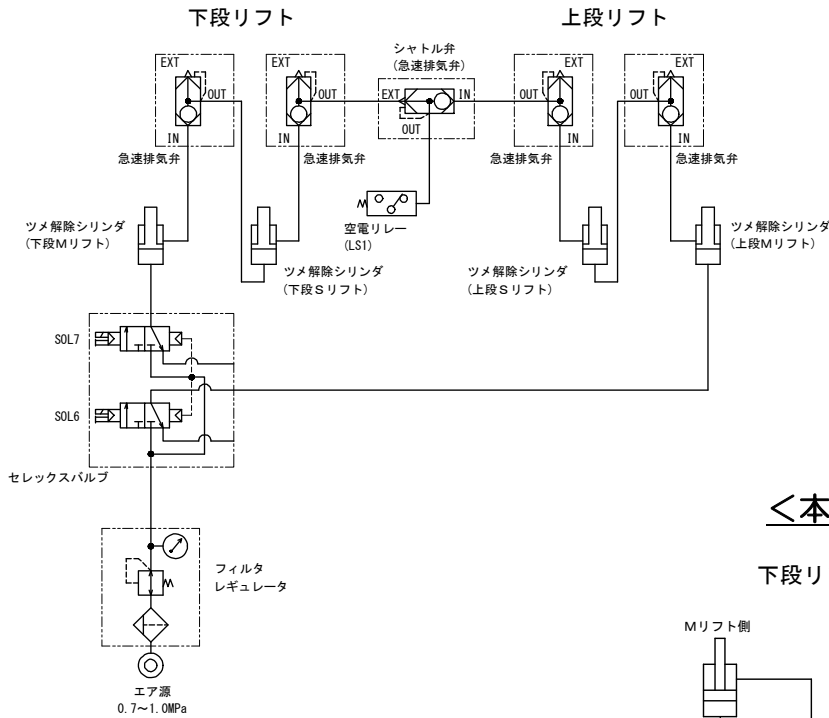 下段リフト
上段リフト
シャトル弁
(急速排気弁)
EXT
OUT
IN
急速排気弁
EXT
OUT
IN
急速排気弁
EXT
IN
OUT
EXT
OUT
IN
急速排気弁
EXT
OUT
IN
急速排気弁
空電リレー
(LS1)
ツメ解除シリンダ
(下段Mリフト)
ツメ解除シリンダ
(下段Sリフト)
ツメ解除シリンダ
(上段Sリフト)
ツメ解除シリンダ
(上段Mリフト)
SOL7
SOL6
セレックスバルブ
フィルタ
レギュレータ
エア源
0.7~1.0MPa
<本
下段リ
Mリフト側